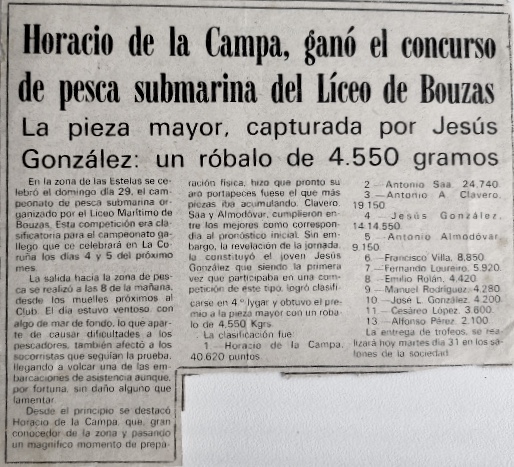 Horacio de la Campa, ganó el concurso
de pesca submarina del Líceo de Bouzas
La pieza mayor, capturada por Jesús
González: un róbalo de 4.550 gramos
En la zona de las Estelas se ce-
lebró el domingo día 29, el cam-
peonato de pesca submarina or-
ganizado por el Liceo Marítimo de
Bouzas. Esta competición era cla-
sificatoria para el campeonato ga-
llego que se celebrará en La Co-
ruña los días 4 y 5 del próximo
mes.
La salida hacia la zona de pes-
ca se realizó a las 8 de la mañana,
desde los muelles próximos al
Club. El día estuvo ventoso, con
algo de mar de fondo, lo que apar-
te de causar dificultades a los
pescadores, también afectó a los
socorristas que seguían la prueba,
llegando a volcar una de las em-
barcaciones de asistencia aunque,
por fortuna, sin daño alguno que
lamentar.
Desde el principio se destacó
Horacio de la Campa, que, gran
conocedor de la zona y pasando
un magnífico momento de prepa-
ración física, hizo que pronto su
aro portapeces fuese el que más
piezas iba acumulando. Clavero,
Saa y Almodóvar, cumplieron en-
tre los mejores como correspon-
día al pronóstico inicial. Sin em-
bargo, la revelación de la jornada,
la constituyó el joven Jesús
González que siendo la primera
vez que participaba en una com-
petición de este tipo, logró clasifi-
carse en 4º lygar y obtuvo el pre-
mio a la pieza mayor con un róba-
lo de 4,550 Kgrs.
La clasificación fue:
1 —Horacio de la Campa,
40.620 puntos.
2 —Antonio Saa, 24.740.
3 —Antonio A. Clavero,
19.150
4 —Jesús González,
14.14.550
5 —Antonio Almodóvar,
9.150
6 —Francisco Villa, 8,850
7 —Fernando Loureiro, 5.920.
8 —Emilio Rolán, 4.420.
9 —Manuel Rodríguez, 4.280
10 —José L. González, 4.200
11 —Cesáreo López, 3.600
13 —Alfonso Pérez, 2.100.
La entrega de trofeos, se rea-
lizará hoy martes día 31 en los sa-
lones de la sociedad.